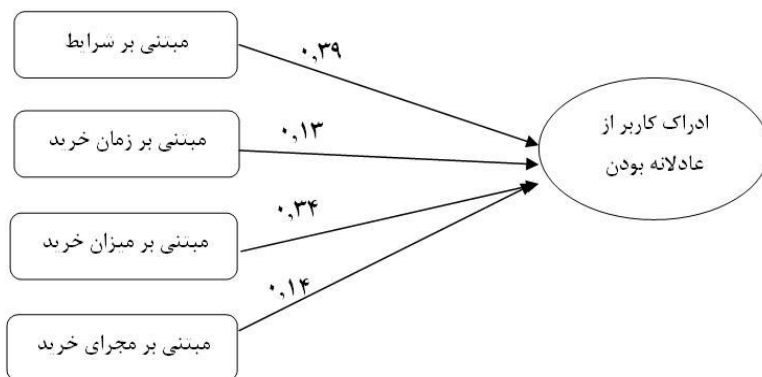 مبتنی بر شرایط
۰,۳۹
مبتنی بر زمان خرید
۰,۱۳
مبتنی بر میزان خرید
۰,۳۴
مبتنی بر مجرای خرید
۰,۱۴
ادراک کاربر از
عادلانه بودن